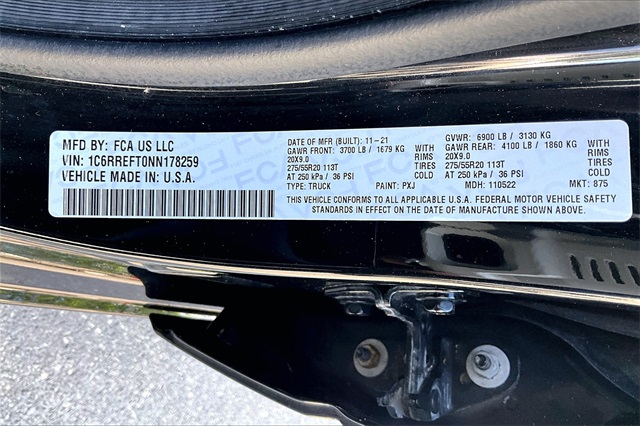 MFD BY: FCA US LLC
VIN: 1C6RREFT0NN178259
VEHICLE MADE IN: U.S.A.
DATE OF MFR (BUILT): 11-21 GVWR: 6900 LB / 3130 KG
GAWR FRONT: 3700 LB / 1679 KG WITH GAWR REAR: 4100 LB / 1860 KG WITH
20X9.0 RIMS 20X9.0 RIMS
275/55R20 113T TIRES 275/55R20 113T TIRES
AT 250 kPa / 36 PSI COLD AT 250 kPa / 36 PSI COLD
TYPE: TRUCK PAINT: PXJ MDH: 110522 MKT: 875
THIS VEHICLE CONFORMS TO ALL APPLICABLE U.S.A. FEDERAL MOTOR VEHICLE SAFETY
STANDARDS IN EFFECT ON THE DATE OF MANUFACTURE SHOWN ABOVE.